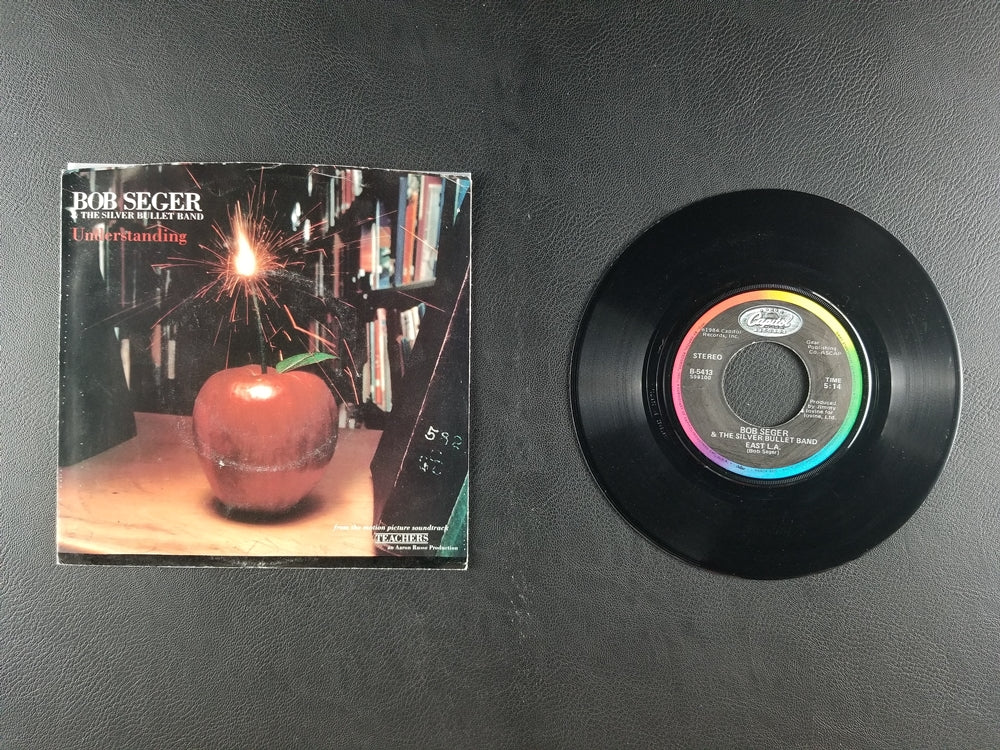 BOB SEGER
& THE SILVER BULLET BAND
Understanding
592
from the motion picture soundtrack
TEACHERS
an Aaron Russo Production
Capitol
RECORDS
℗1984 Capitol
Records, Inc.
Gear
Publishing
Co.-ASCAP
STEREO
B-5413
TIME
5:14
Produced
by Jimmy
Iovine for
Iovine, Ltd.
BOB SEGER
& THE SILVER BULLET BAND
EAST L.A.
(Bob Seger)